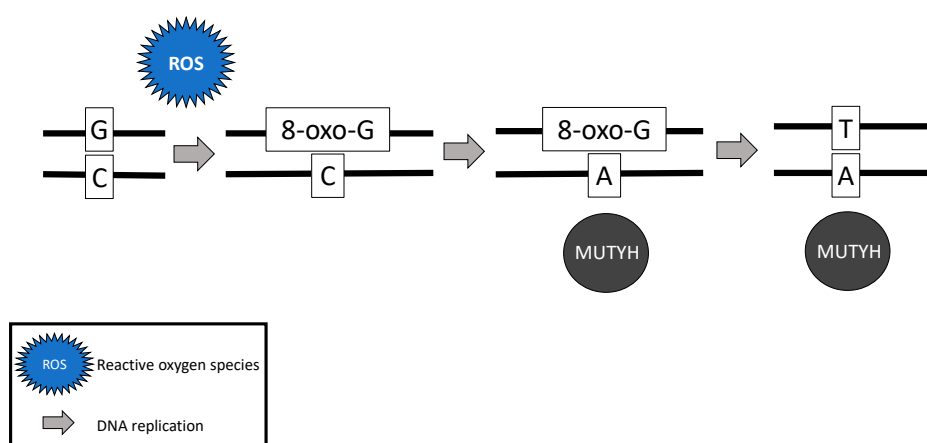 ROS
G
8-oxo-G
8-oxo-G
T
C
C
A
A
MUTYH
MUTYH
ROS Reactive oxygen species
DNA replication